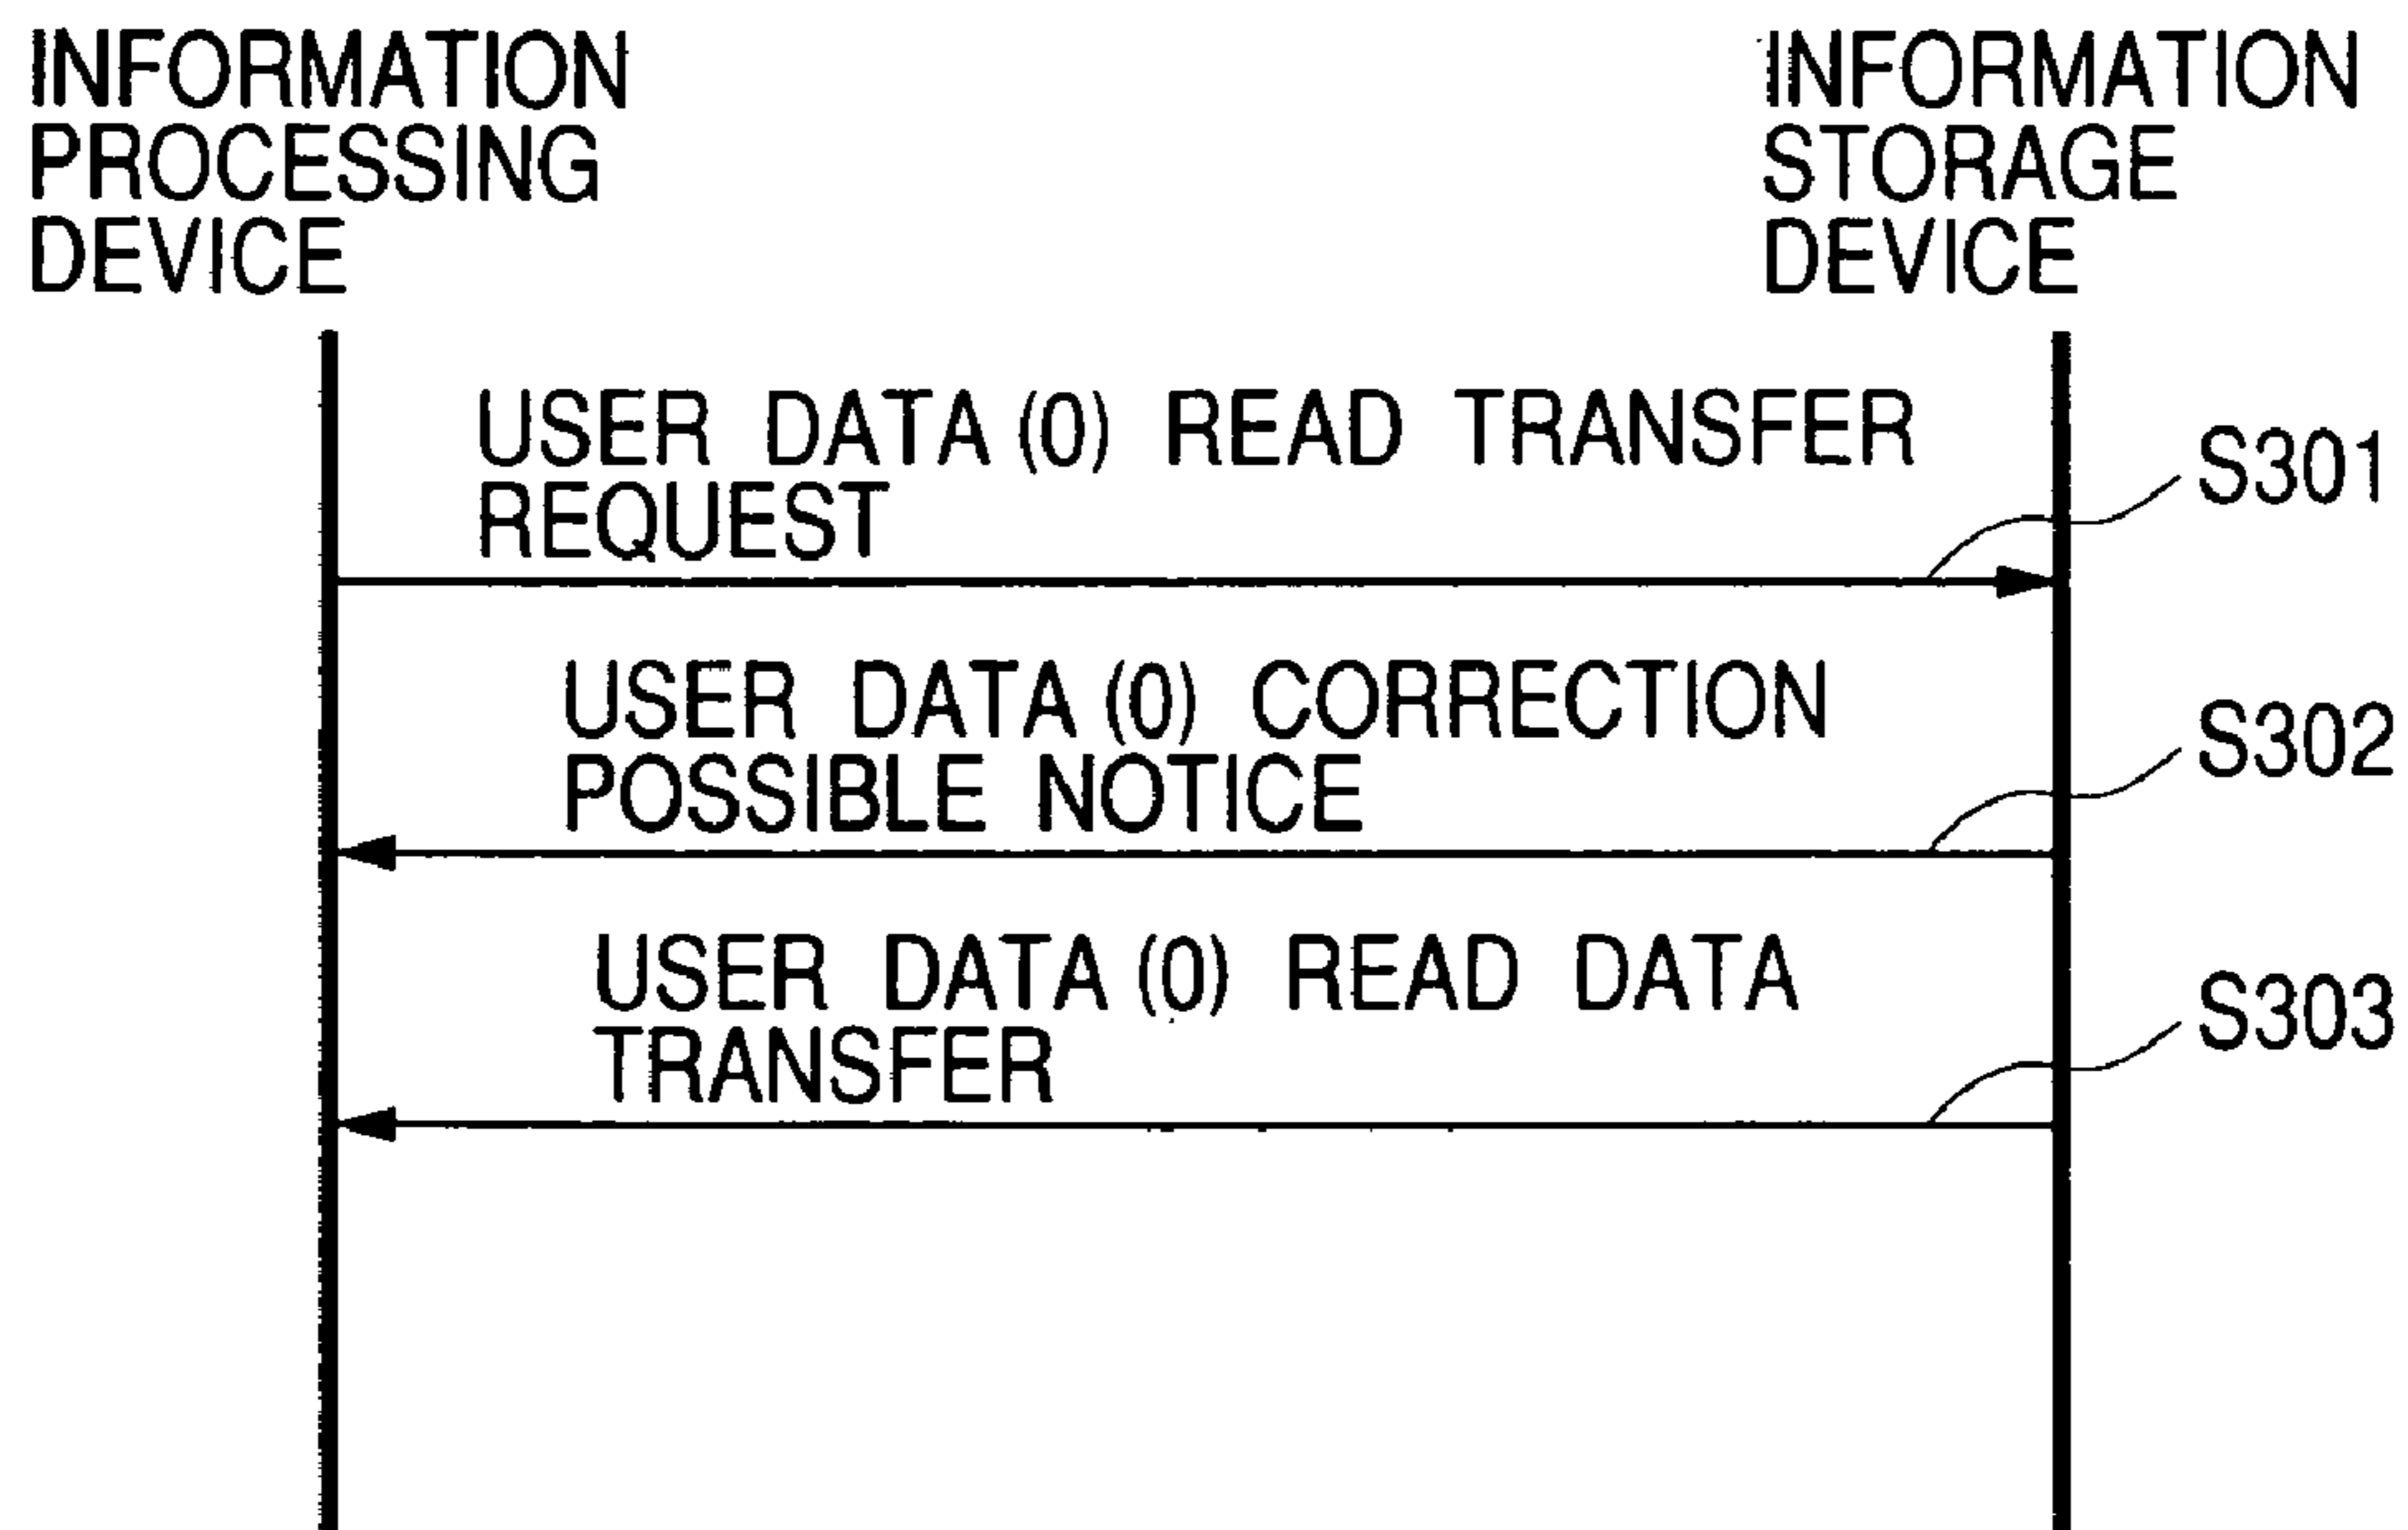 INFORMATION
PROCESSING
DEVICE
INFORMATION
STORAGE
DEVICE
USER DATA (0) READ TRANSFER
REQUEST
S301
USER DATA (0) CORRECTION
POSSIBLE NOTICE
S302
USER DATA (0) READ DATA
TRANSFER
S303